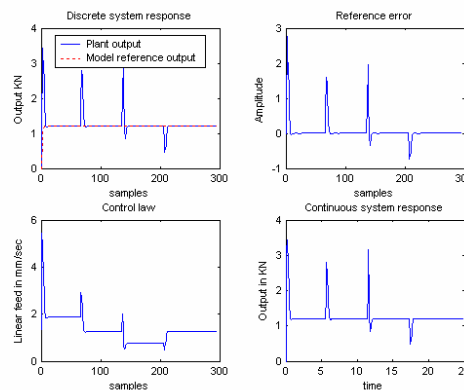 Discrete system response
4
3
2
1
0
Output KN
Plant output
Model reference output
0 100 200 300
samples
Reference error
3
2
1
0
-1
Amplitude
0 100 200 300
samples
Control law
6
4
2
0
Linear feed in mm/sec
0 100 200 300
samples
Continuous system response
4
3
2
1
0
Output in KN
0 5 10 15 20 25
time